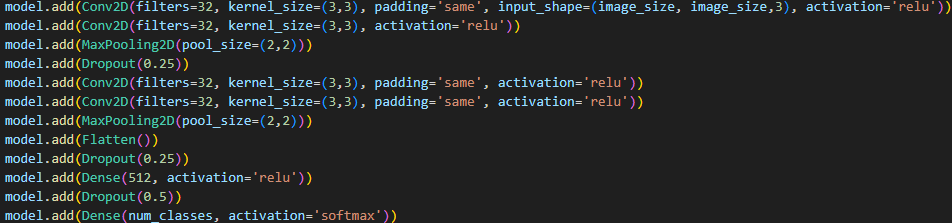 model.add(Conv2D(filters=32, kernel_size=(3,3), padding='same', input_shape=(image_size, image_size,3), activation='relu'))
model.add(Conv2D(filters=32, kernel_size=(3,3), activation='relu'))
model.add(MaxPooling2D(pool_size=(2,2)))
model.add(Dropout(0.25))
model.add(Conv2D(filters=32, kernel_size=(3,3), padding='same', activation='relu'))
model.add(Conv2D(filters=32, kernel_size=(3,3), padding='same', activation='relu'))
model.add(MaxPooling2D(pool_size=(2,2)))
model.add(Flatten())
model.add(Dropout(0.25))
model.add(Dense(512, activation='relu'))
model.add(Dropout(0.5))
model.add(Dense(num_classes, activation='softmax'))